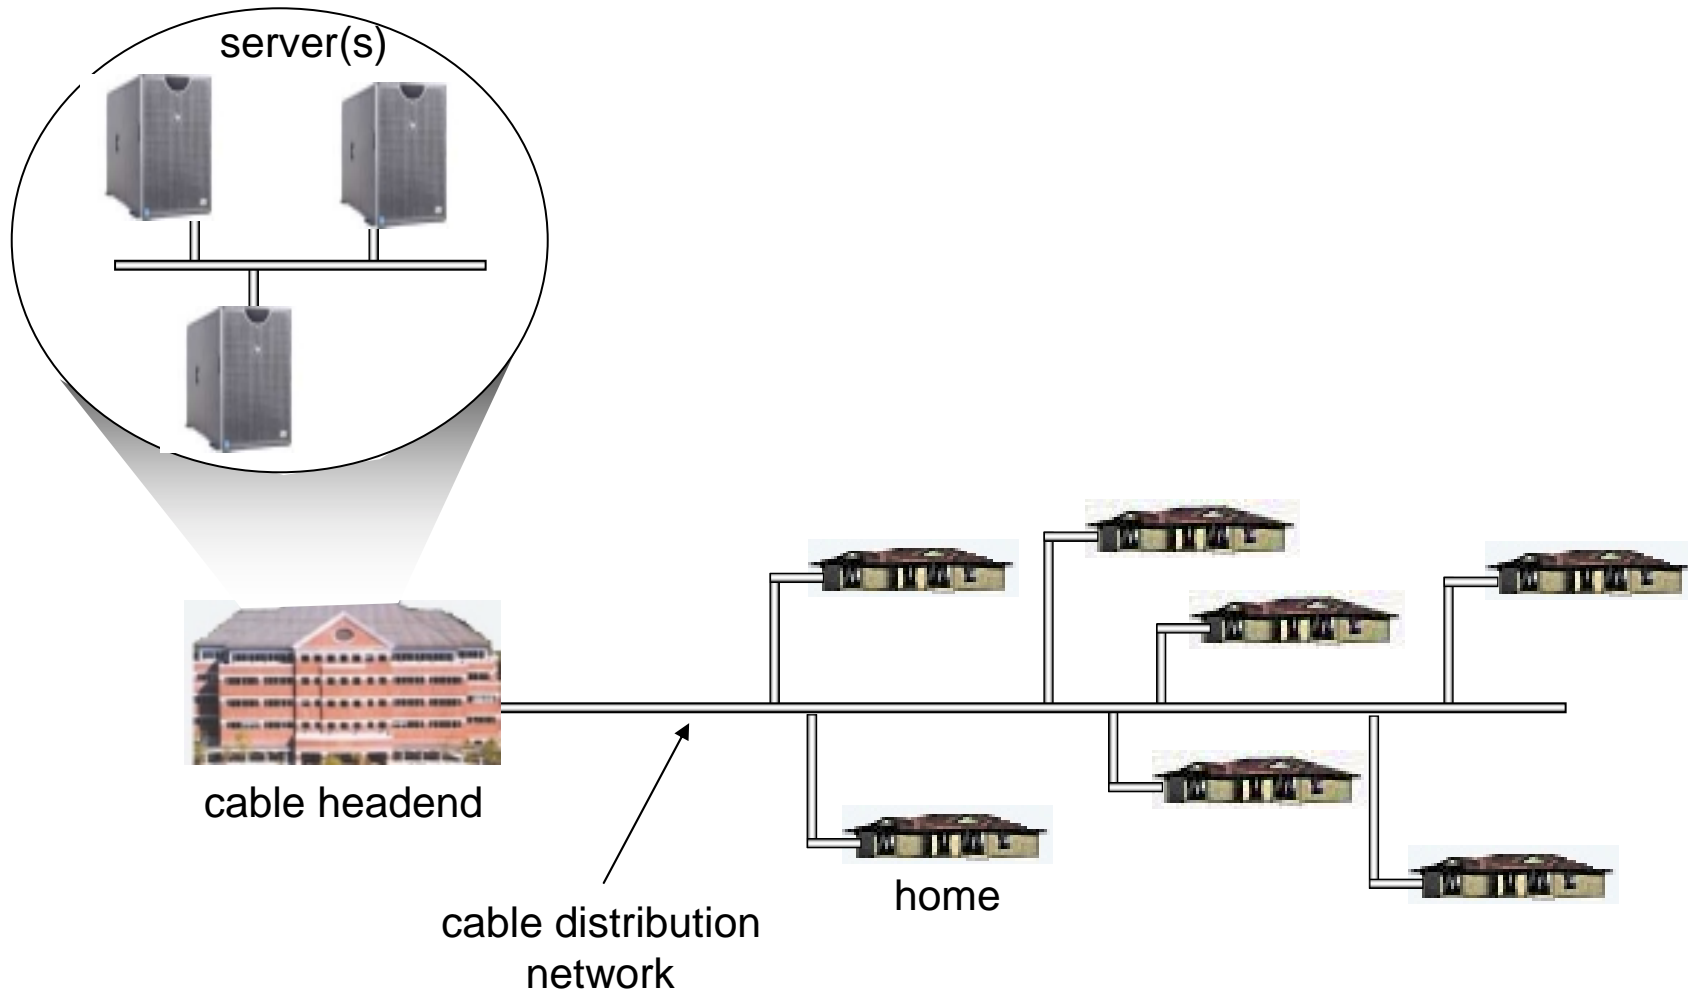 server(s)
cable headend
home
cable distribution
network